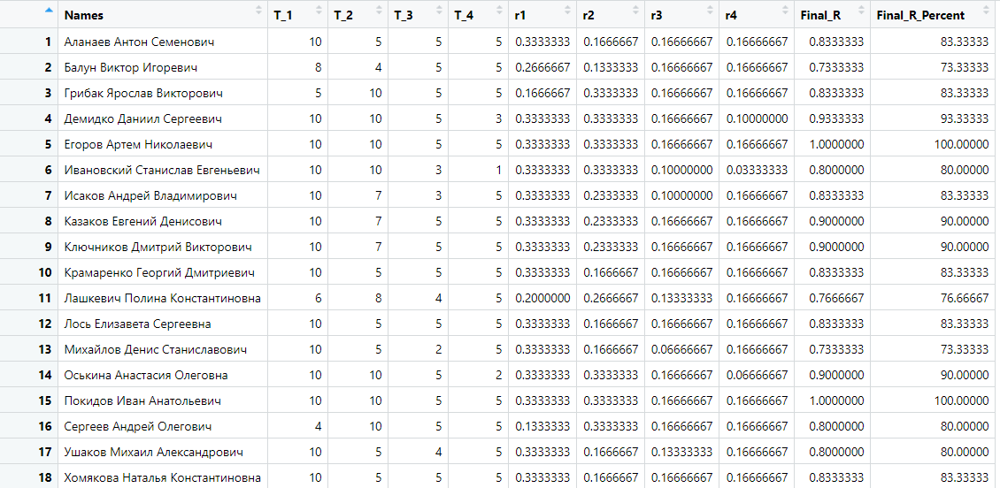 Names T_1 T_2 T_3 T_4 r1 r2 r3 r4 Final_R Final_R_Percent
1 Аланаев Антон Семенович 10 5 5 5 0.3333333 0.1666667 0.16666667 0.16666667 0.8333333 83.33333
2 Балун Виктор Игоревич 8 4 5 5 0.2666667 0.1333333 0.16666667 0.16666667 0.7333333 73.33333
3 Грибак Ярослав Викторович 5 10 5 5 0.1666667 0.3333333 0.16666667 0.16666667 0.8333333 83.33333
4 Демидко Даниил Сергеевич 10 10 5 3 0.3333333 0.3333333 0.16666667 0.10000000 0.9333333 93.33333
5 Егоров Артем Николаевич 10 10 5 5 0.3333333 0.3333333 0.16666667 0.16666667 1.0000000 100.00000
6 Ивановский Станислав Евгеньевич 10 10 3 1 0.3333333 0.3333333 0.10000000 0.03333333 0.8000000 80.00000
7 Исаков Андрей Владимирович 10 7 3 5 0.3333333 0.2333333 0.10000000 0.16666667 0.8333333 83.33333
8 Казаков Евгений Денисович 10 7 5 5 0.3333333 0.2333333 0.16666667 0.16666667 0.9000000 90.00000
9 Ключников Дмитрий Викторович 10 7 5 5 0.3333333 0.2333333 0.16666667 0.16666667 0.9000000 90.00000
10 Крамаренко Георгий Дмитриевич 10 5 5 5 0.3333333 0.1666667 0.16666667 0.16666667 0.8333333 83.33333
11 Лашкевич Полина Константиновна 6 8 4 5 0.2000000 0.2666667 0.13333333 0.16666667 0.7666667 76.66667
12 Лось Елизавета Сергеевна 10 5 5 5 0.3333333 0.1666667 0.16666667 0.16666667 0.8333333 83.33333
13 Михайлов Денис Станиславович 10 5 2 5 0.3333333 0.1666667 0.06666667 0.16666667 0.7333333 73.33333
14 Оськина Анастасия Олеговна 10 10 5 2 0.3333333 0.3333333 0.16666667 0.06666667 0.9000000 90.00000
15 Покидов Иван Анатольевич 10 10 5 5 0.3333333 0.3333333 0.16666667 0.16666667 1.0000000 100.00000
16 Сергеев Андрей Олегович 4 10 5 5 0.1333333 0.3333333 0.16666667 0.16666667 0.8000000 80.00000
17 Ушаков Михаил Александрович 10 5 4 5 0.3333333 0.1666667 0.13333333 0.16666667 0.8000000 80.00000
18 Хомякова Наталья Константиновна 10 5 5 5 0.3333333 0.1666667 0.16666667 0.16666667 0.8333333 83.33333